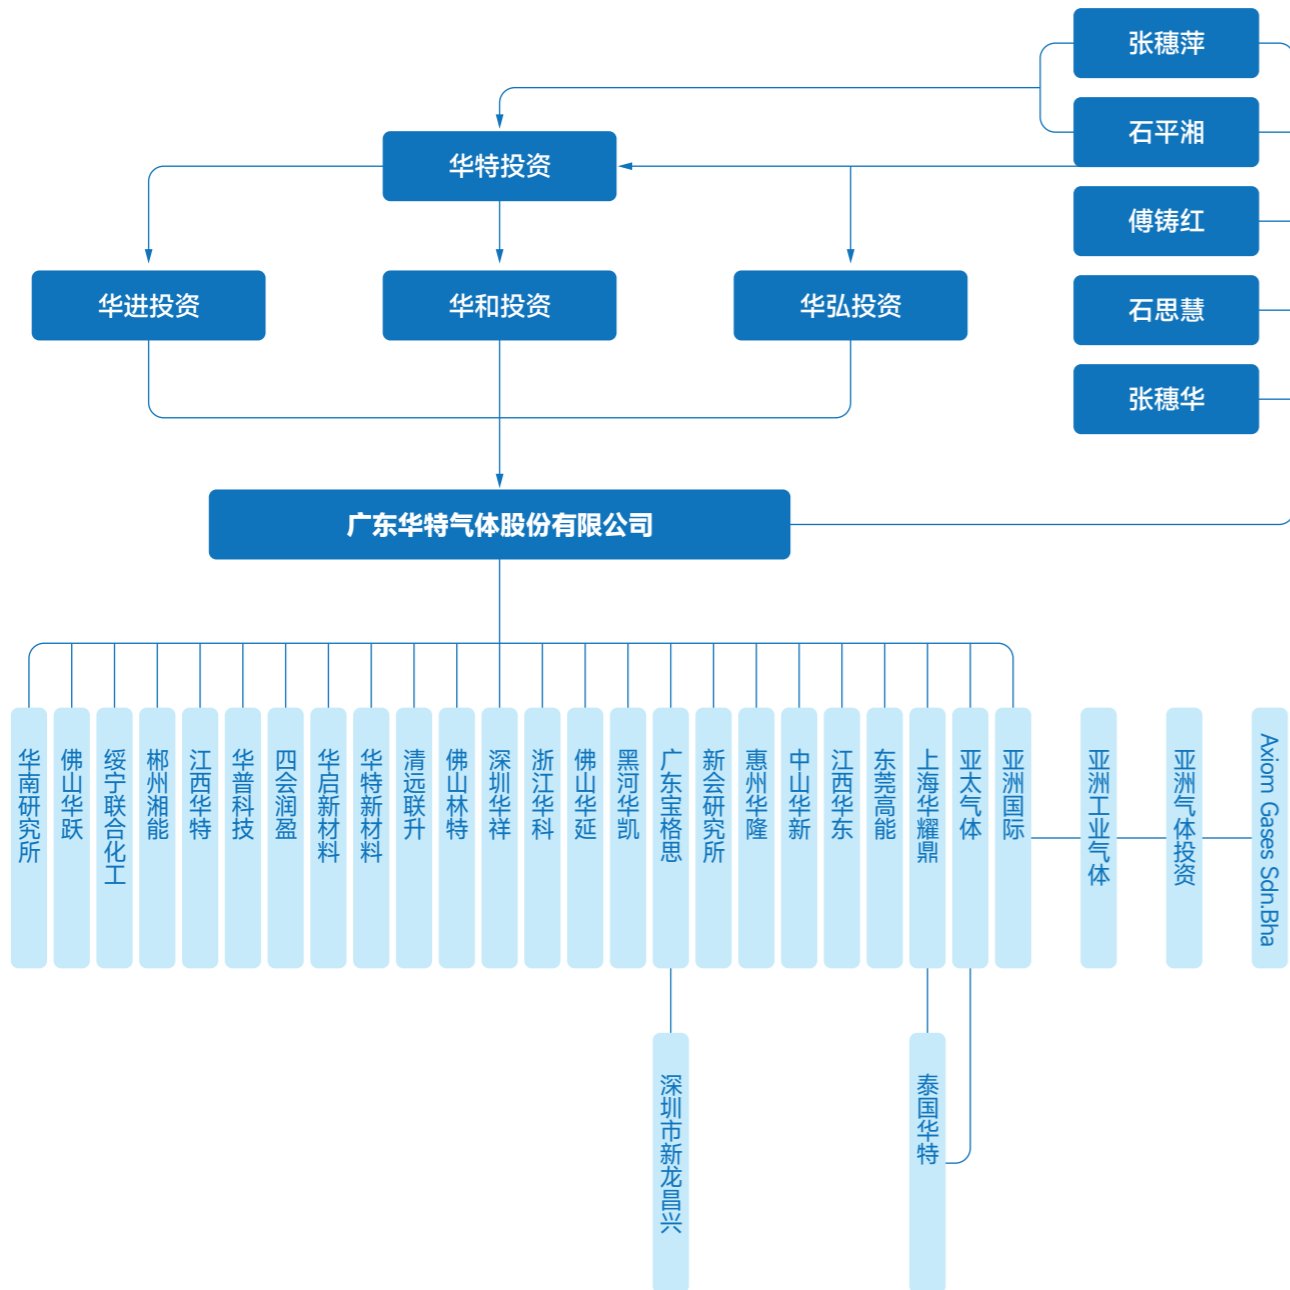 张穗萍
石平湘
华特投资
傅铸红
石思慧
华进投资
华和投资
华弘投资
张穗华
广东华特气体股份有限公司
华南研究所
佛山华跃
绥宁联合化工
郴州湘能
江西华特
华普科技
四会润盈
华启新材料
华特新材料
清远联升
佛山林特
深圳华祥
浙江华科
佛山华延
黑河华凯
广东宝格思
新会研究所
惠州华隆
中山华新
江西华东
东莞高能
上海华耀鼎
亚太气体
亚洲国际
亚洲工业气体
亚洲气体投资
Axiom Gases Sdn.Bha
深圳市新龙昌兴
泰国华特